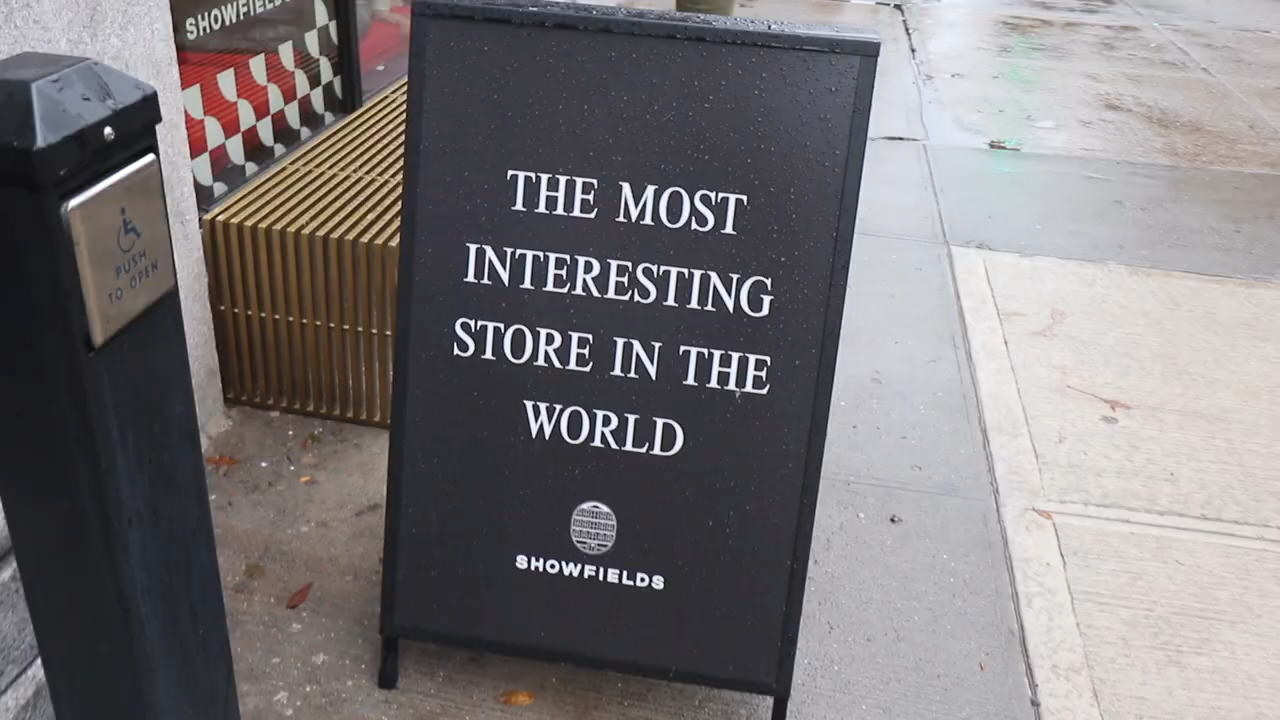 SHOWFIELDS
PUSH
TO OPEN
THE MOST
INTERESTING
STORE IN THE
WORLD
SHOWFIELDS